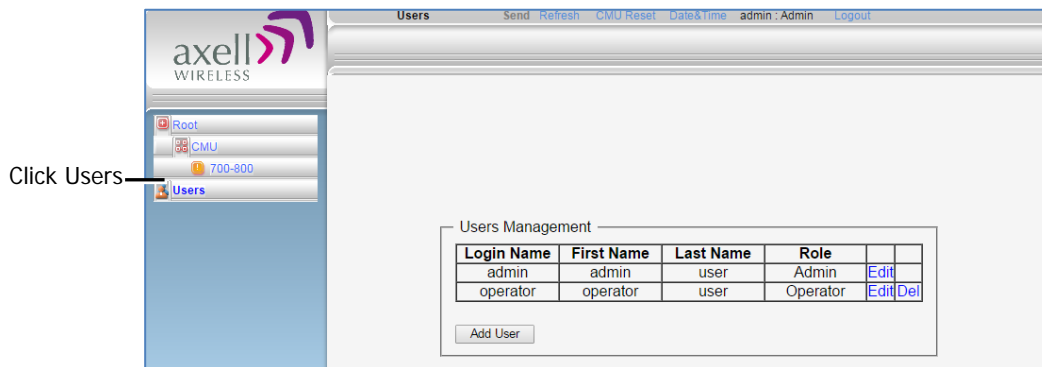 Users Send Refresh CMU Reset Date&Time admin : Admin Logout
axell
WIRELESS
Root
CMU
700-800
Click Users
Users
Users Management
Login Name First Name Last Name Role
admin admin user Admin Edit
operator operator user Operator Edit Del
Add User